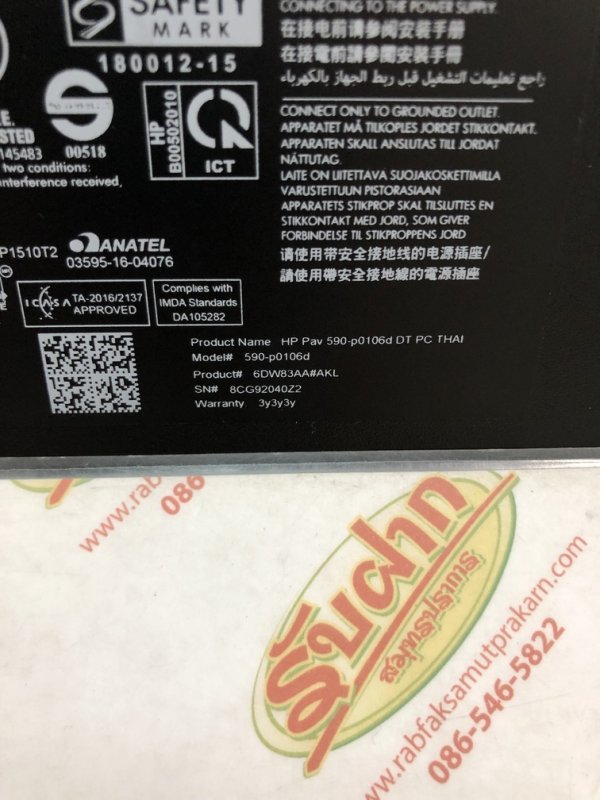 SAFETY
MARK
180012-15
CONNECTING TO THE POWER SUPPLY.
在接电前请参阅安装手册
在接電前請參閱安裝手冊
راجع تعليمات التشغيل قبل ربط الجهاز بالكهرباء
STED
145483
00518
two conditions:
interference received,
HP
B00502010
ICT
CONNECT ONLY TO GROUNDED OUTLET.
APPARATET MÅ TILKOPLES JORDET STIKKONTAKT.
APPARATEN SKALL ANSLUTAS TILL JORDAT
NÄTTUTAG.
LAITE ON LIITETTAVA SUOJAKOSKETTIMILLA
VARUSTETTUUN PISTORASIAAN
APPARATETS STIKPROP SKAL TILSLUTTES EN
STIKKONTAKT MED JORD, SOM GIVER
FORBINDELSE TIL STIKPROPPENS JORD
请使用带安全接地线的电源插座/
請使用帶安全接地線的電源插座
P1510T2
ANATEL
03595-16-04076
ICASA TA-2016/2137
APPROVED
Complies with
IMDA Standards
DA105282
Product Name HP Pav 590-p0106d DT PC THAI
Model# 590-p0106d
Product# 6DW83AA#AKL
SN# 8CG92040Z2
Warranty 3y3y3y
www.rab
086
รับฝาก
สมุทรปราการ
www.rabfaksamutprakarn.com
086-546-5822